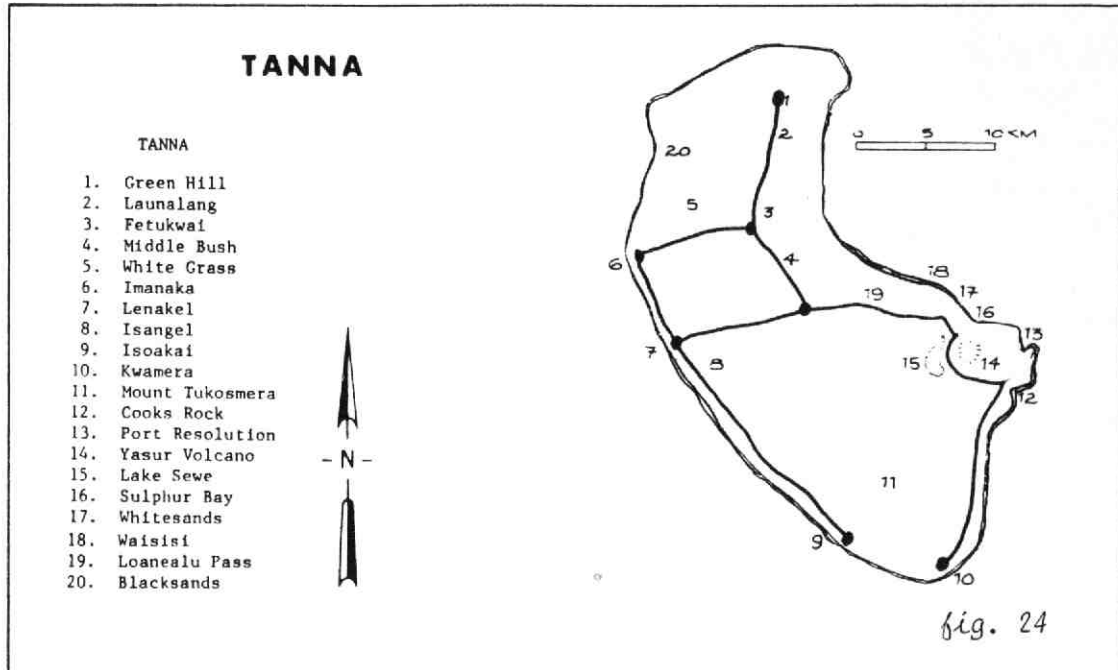 TANNA
TANNA
1. Green Hill
2. Launalang
3. Fetukwai
4. Middle Bush
5. White Grass
6. Imanaka
7. Lenakel
8. Isangel
9. Isoakai
10. Kwamera
11. Mount Tukosmera
12. Cooks Rock
13. Port Resolution
14. Yasur Volcano
15. Lake Sewe
16. Sulphur Bay
17. Whitesands
18. Waisisi
19. Loanealu Pass
20. Blacksands
- N -
1
2
0 5 10 KM
20
5
3
6
4
18
17
19
16
13
7
8
15
14
12
11
9
10
fig. 24